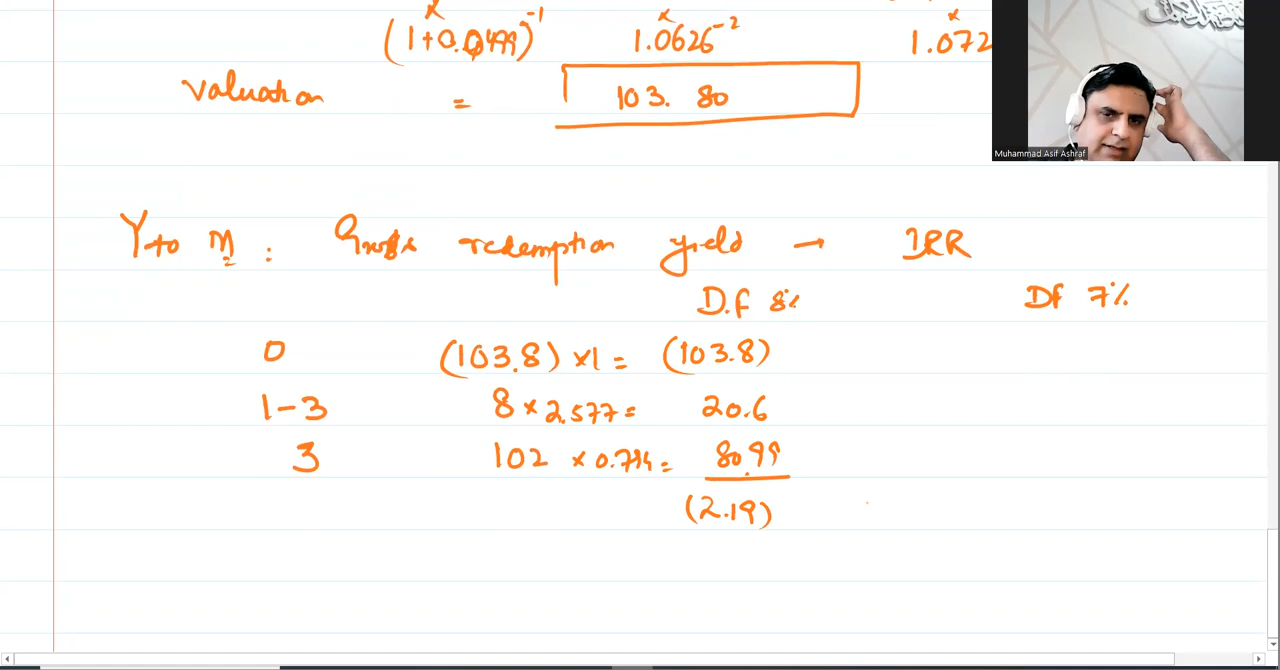 (1+0.0499)⁻¹ 1.0626⁻² 1.072
valuation = 103.80
Muhammad Asif Ashraf
Y to M : Gross redemption yield → IRR
D.f 8% Df 7%
0 (103.8) ×1 = (103.8)
1-3 8 × 2.577 = 20.6
3 102 × 0.794 = 80.99
(2.19)